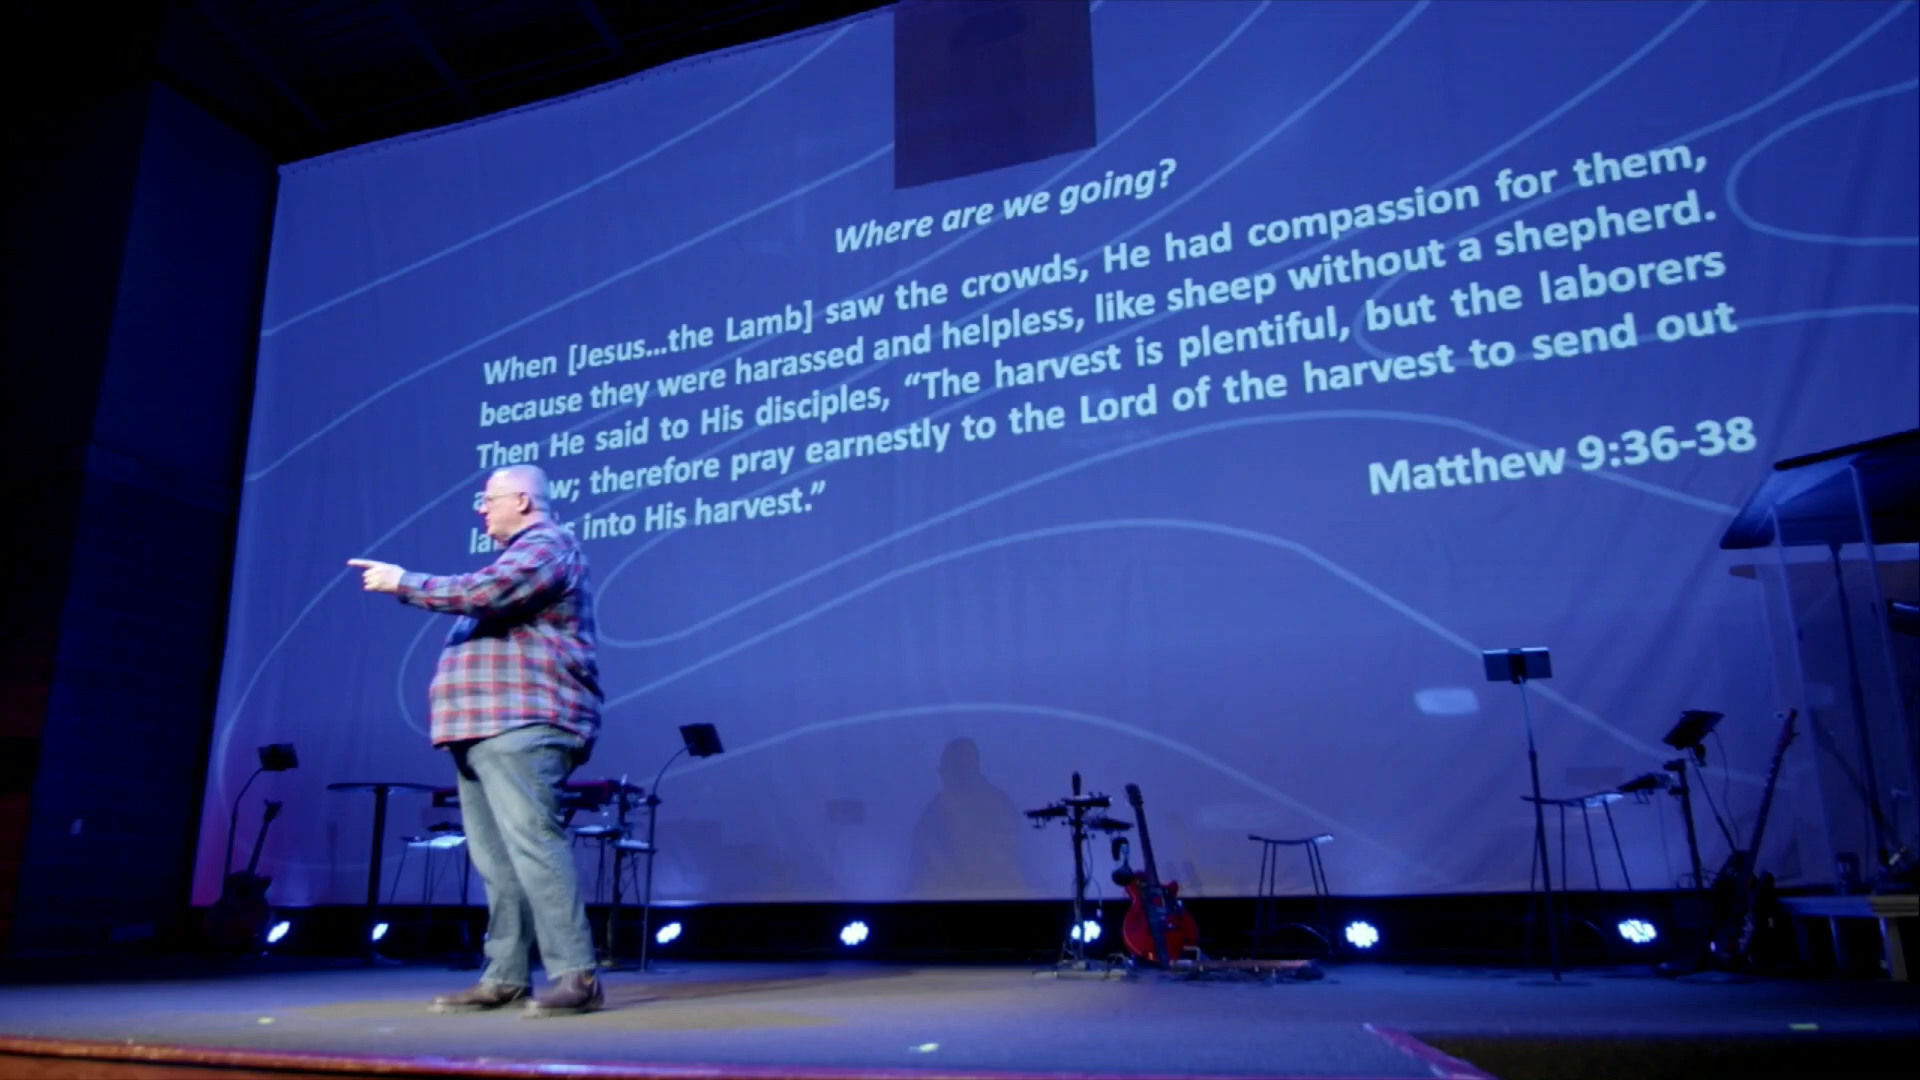 Where are we going?
When [Jesus...the Lamb] saw the crowds, He had compassion for them,
because they were harassed and helpless, like sheep without a shepherd.
Then He said to His disciples, “The harvest is plentiful, but the laborers
therefore pray earnestly to the Lord of the harvest to send out
into His harvest.”
Matthew 9:36-38